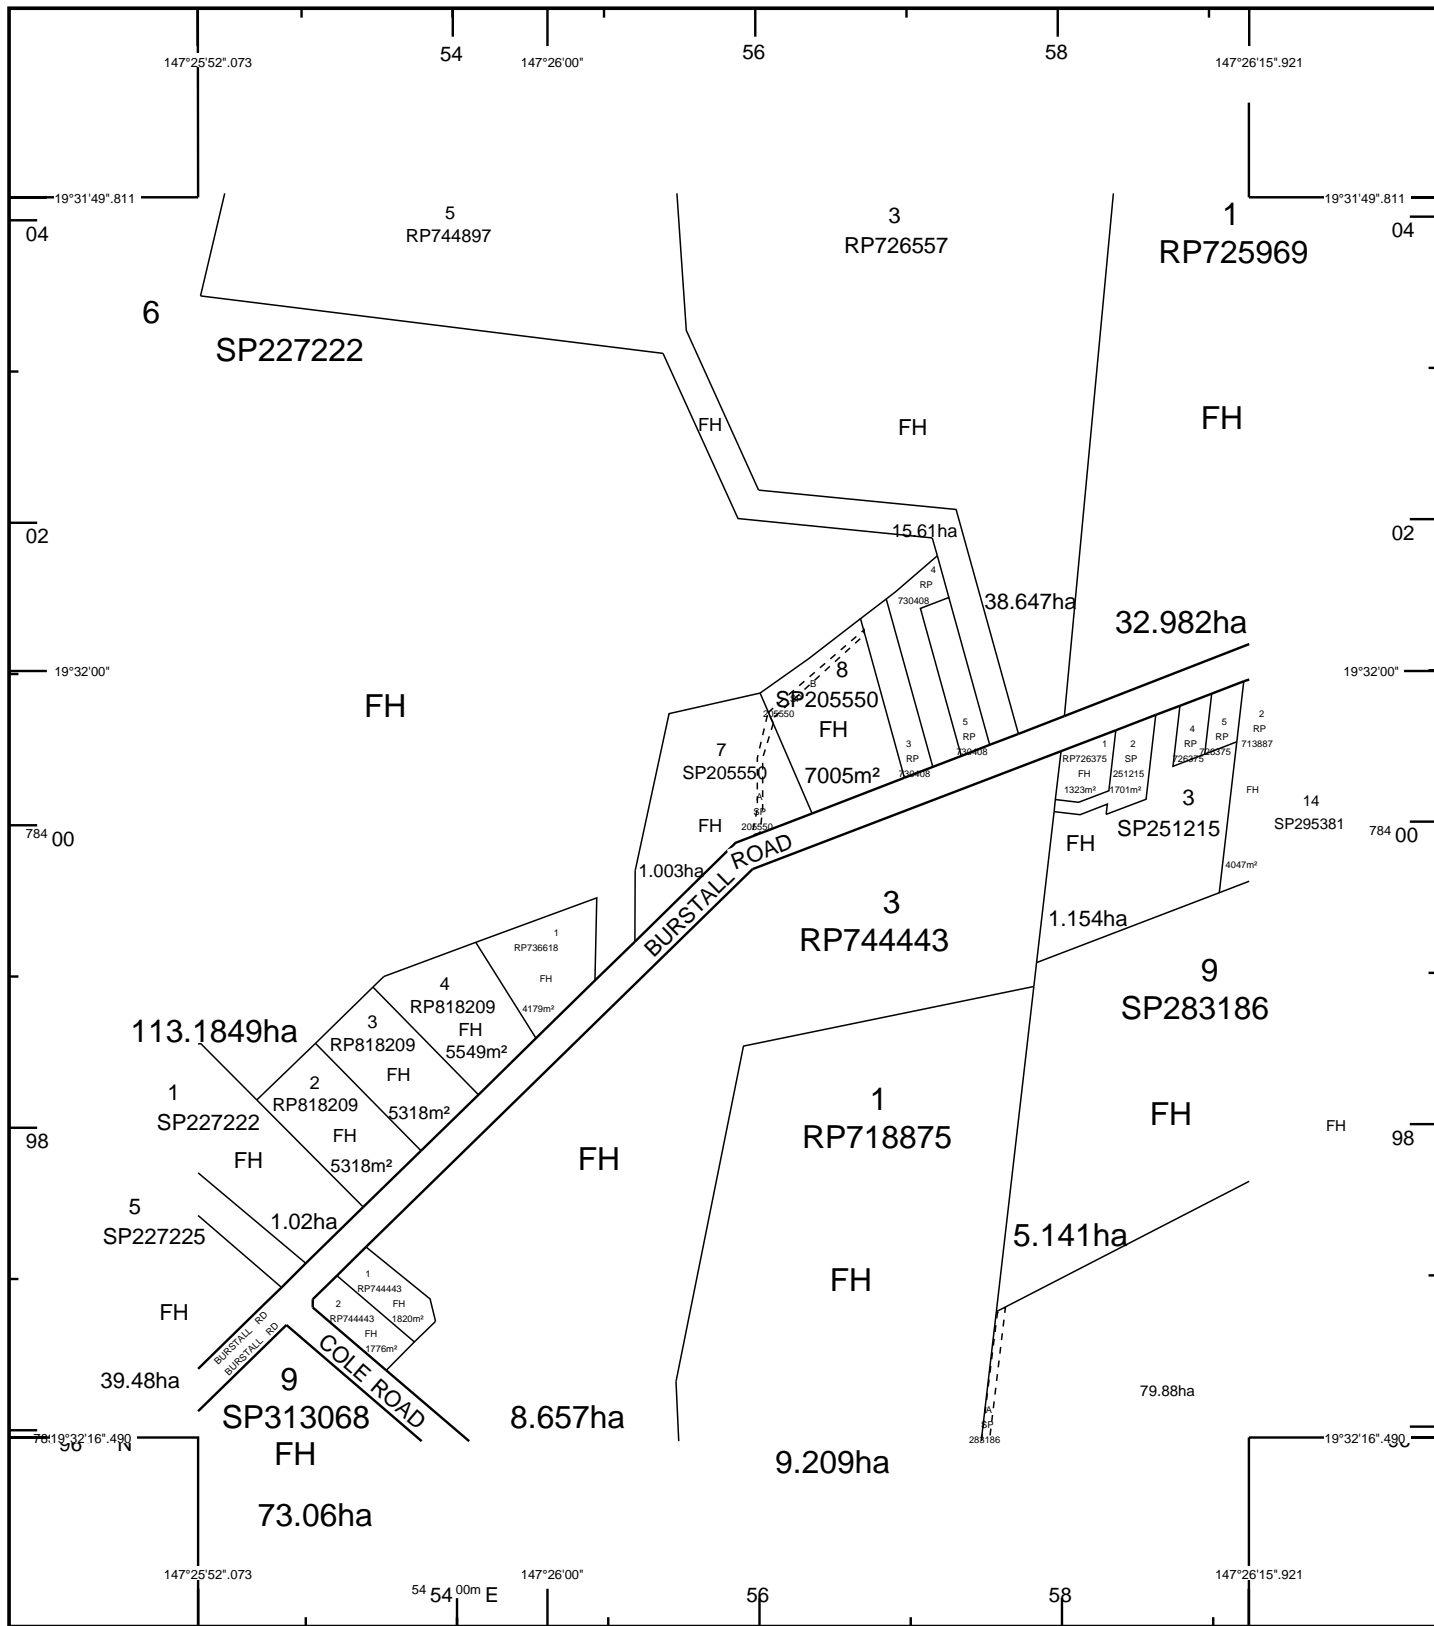 54
56
58
147°25'52".073
147°26'00"
147°26'15".921
19°31'49".811
19°31'49".811
04
04
5
RP744897
3
RP726557
1
RP725969
6
SP227222
FH
FH
FH
02
02
15.61ha
4
RP
730408
38.647ha
32.982ha
19°32'00"
19°32'00"
FH
8
SP205550
FH
7005m²
B
205550
7
SP205550
FH
1.003ha
A
SP
205550
3
RP
730408
5
RP
730408
1
RP726375
FH
1323m²
2
SP
251215
1701m²
4
RP
726375
5
RP
726375
2
RP
713887
FH
4047m²
3
SP251215
FH
1.154ha
14
SP295381
784 00
784 00
BURSTALL ROAD
3
RP744443
1
RP736618
FH
4179m²
4
RP818209
FH
5549m²
3
RP818209
FH
5318m²
2
RP818209
FH
5318m²
113.1849ha
1
SP227222
FH
1.02ha
9
SP283186
FH
5.141ha
1
RP718875
FH
FH
FH
98
98
5
SP227225
FH
39.48ha
1
RP744443
FH
1820m²
2
RP744443
FH
1776m²
BURSTALL RD
BURSTALL RD
COLE ROAD
9
SP313068
FH
73.06ha
8.657ha
9.209ha
79.88ha
A
SP
283186
19°32'16".490
N
19°32'16".490
147°25'52".073
147°26'00"
147°26'15".921
54 54 00m E
56
58